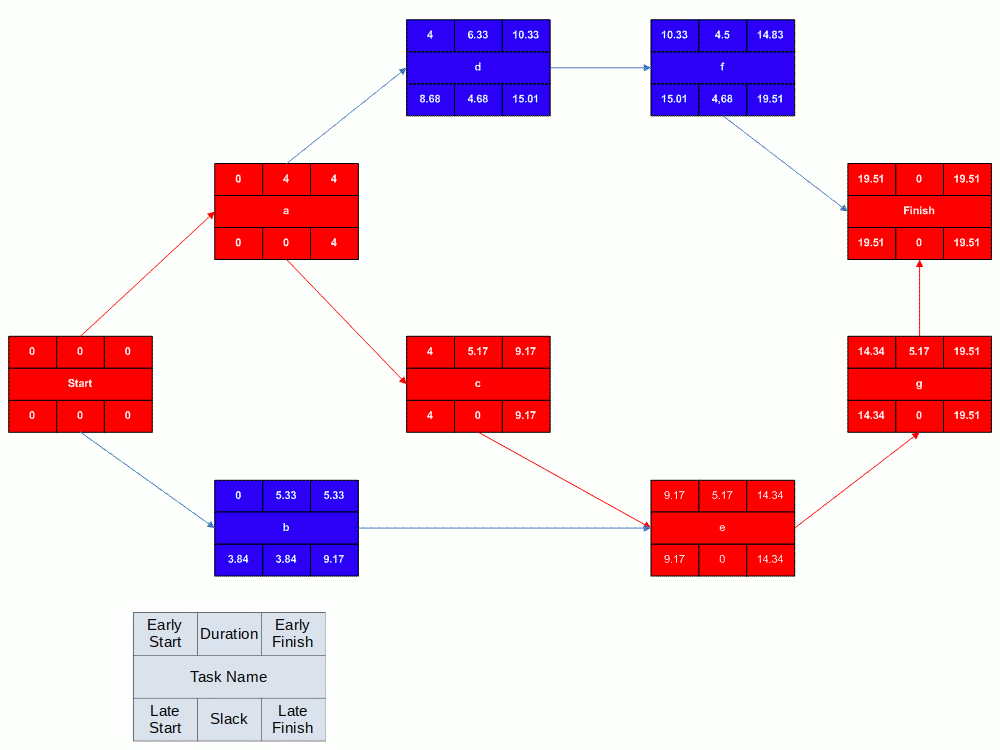 4 6.33 10.33
d
8.68 4.68 15.01
10.33 4.5 14.83
f
15.01 4,68 19.51
0 4 4
a
0 0 4
19.51 0 19.51
Finish
19.51 0 19.51
0 0 0
Start
0 0 0
4 5.17 9.17
c
4 0 9.17
14.34 5.17 19.51
g
14.34 0 19.51
0 5.33 5.33
b
3.84 3.84 9.17
9.17 5.17 14.34
e
9.17 0 14.34
Early Start Duration Early Finish
Task Name
Late Start Slack Late Finish